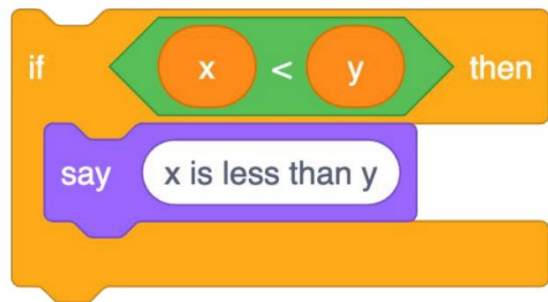 if x < y then
say x is less than y